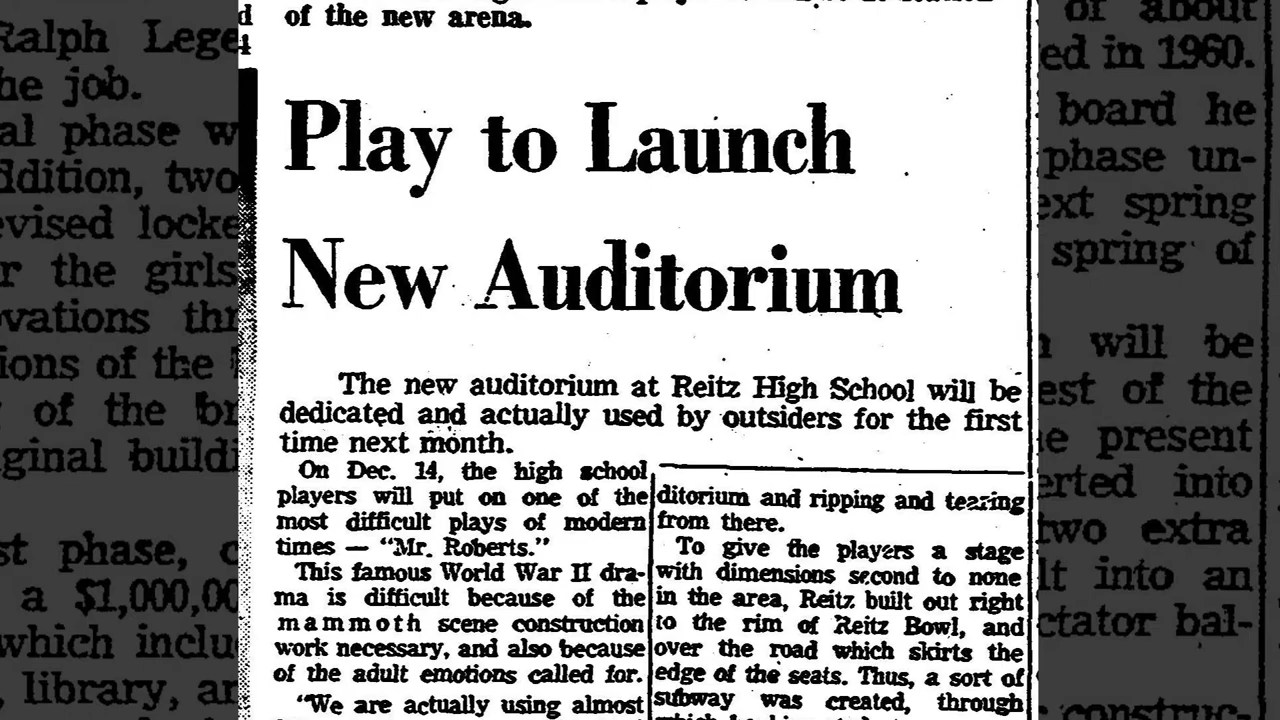 of the new arena.
Play to Launch
New Auditorium
The new auditorium at Reitz High School will be
dedicated and actually used by outsiders for the first
time next month.
On Dec. 14, the high school
players will put on one of the
most difficult plays of modern
times — "Mr. Roberts."
This famous World War II dra-
ma is difficult because of the
mammoth scene construction
work necessary, and also because
of the adult emotions called for.
"We are actually using almost
ditorium and ripping and tearing
from there.
To give the players a stage
with dimensions second to none
in the area, Reitz built out right
to the rim of Reitz Bowl, and
over the road which skirts the
edge of the seats. Thus, a sort of
subway was created, through
Ralph Lege
he job.
al phase w
ddition, two
evised locke
r the girls
ovations thr
ions of the
of the br
ginal buildi
st phase, c
a $1,000,00
which inclu
, library, an
of about
ed in 1960.
board he
phase un-
ext spring
spring of
will be
est of the
e present
erted into
two extra
lt into an
ctator bal-
construc-